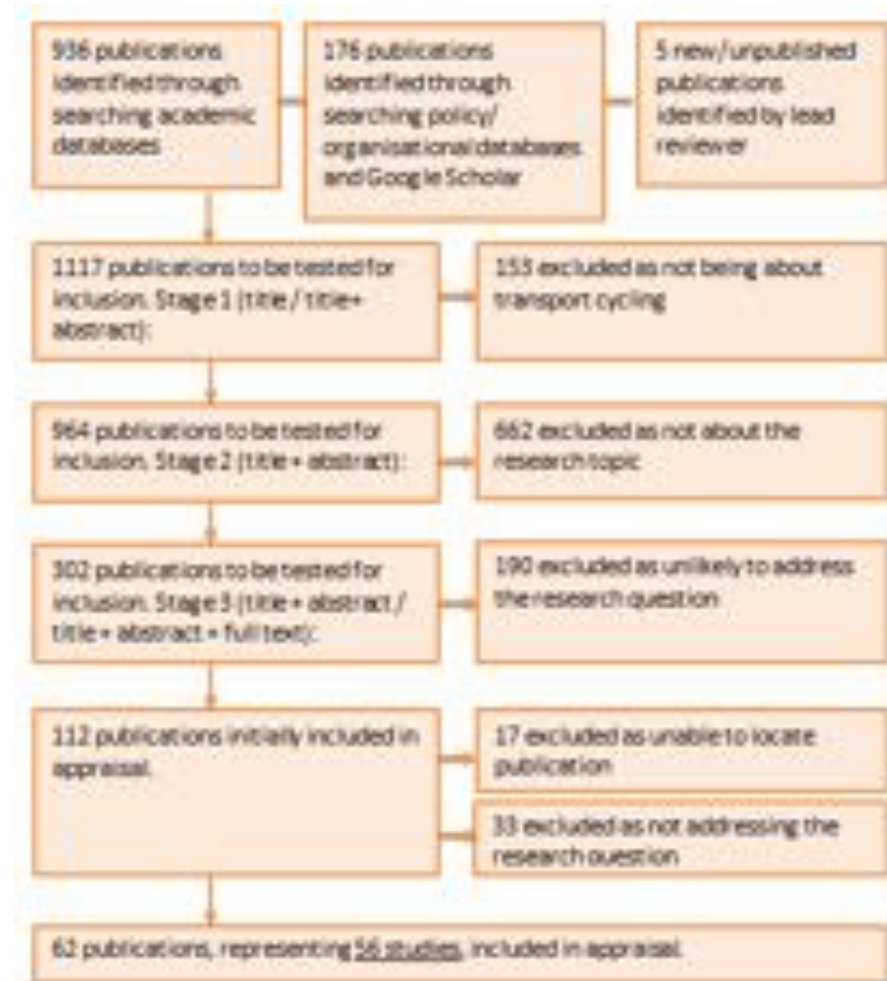 936 publications
identified through
searching academic
databases
176 publications
identified through
searching policy/
organisational databases
and Google Scholar
5 new/unpublished
publications
identified by lead
reviewer
1117 publications to be tested for
inclusion. Stage 1 (title / title+
abstract):
153 excluded as not being about
transport cycling
964 publications to be tested for
inclusion. Stage 2 (title + abstract):
662 excluded as not about the
research topic
302 publications to be tested for
inclusion. Stage 3 (title + abstract /
title + abstract + full text):
190 excluded as unlikely to address
the research question
112 publications initially included in
appraisal.
17 excluded as unable to locate
publication
33 excluded as not addressing the
research question
62 publications, representing 56 studies, included in appraisal.